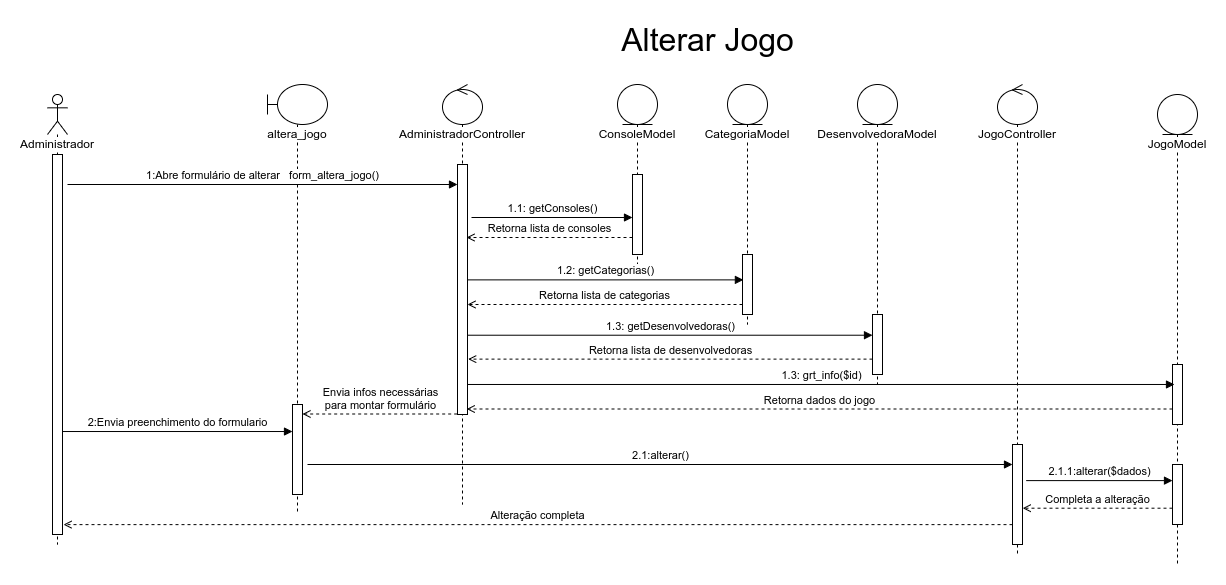 Alterar Jogo
Administrador
altera_jogo
AdministradorController
ConsoleModel
CategoriaModel
DesenvolvedoraModel
JogoController
JogoModel
1:Abre formulário de alterar form_altera_jogo()
1.1: getConsoles()
Retorna lista de consoles
1.2: getCategorias()
Retorna lista de categorias
1.3: getDesenvolvedoras()
Retorna lista de desenvolvedoras
1.3: grt_info($id)
Envia infos necessárias
para montar formulário
Retorna dados do jogo
2:Envia preenchimento do formulario
2.1:alterar()
2.1.1:alterar($dados)
Completa a alteração
Alteração completa